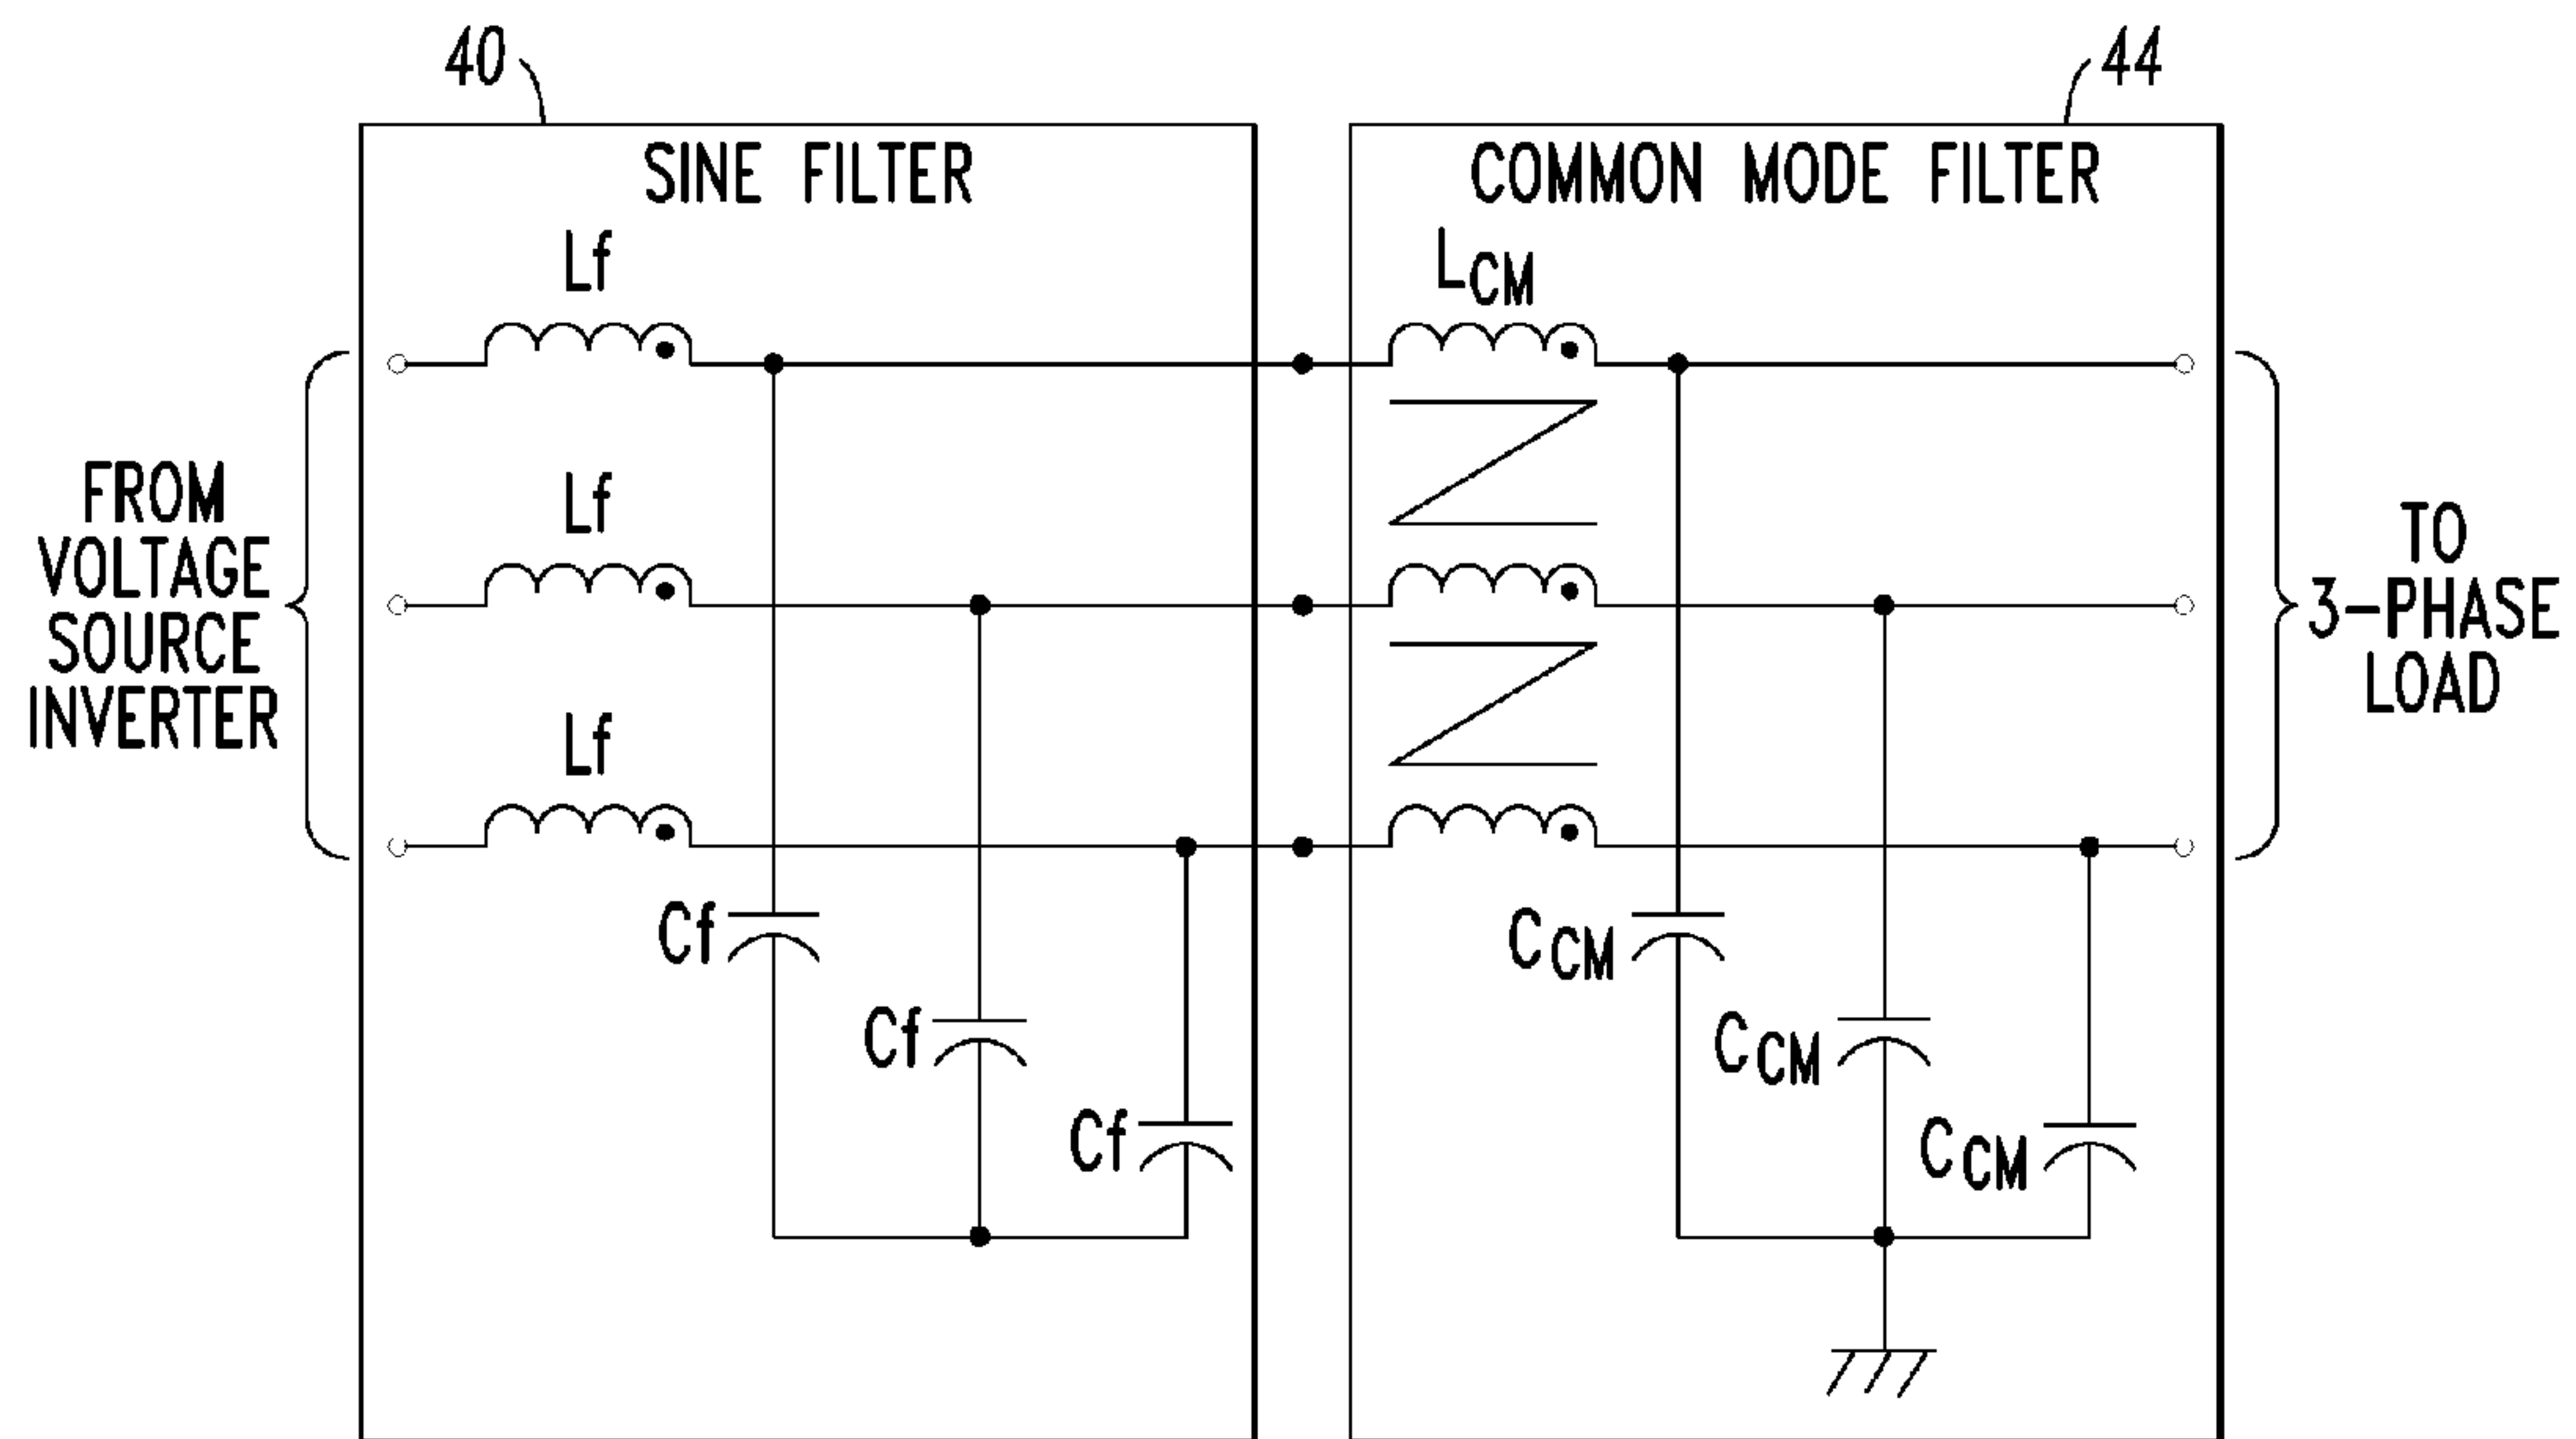 40
44
SINE FILTER
COMMON MODE FILTER
Lf
LCM
Lf
Lf
FROM
VOLTAGE
SOURCE
INVERTER
TO
3-PHASE
LOAD
Cf
Cf
Cf
CCM
CCM
CCM